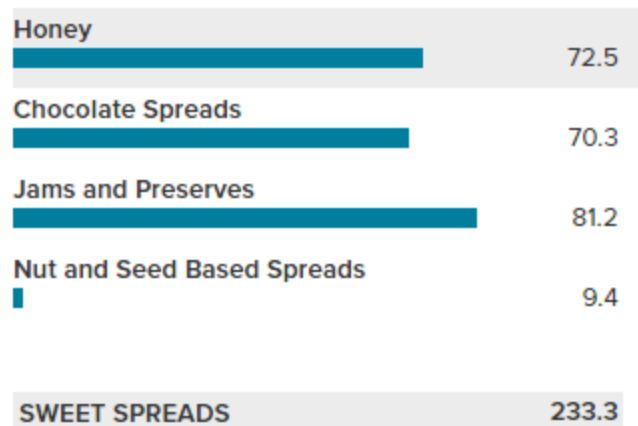 Honey
72.5
Chocolate Spreads
70.3
Jams and Preserves
81.2
Nut and Seed Based Spreads
9.4
SWEET SPREADS 233.3